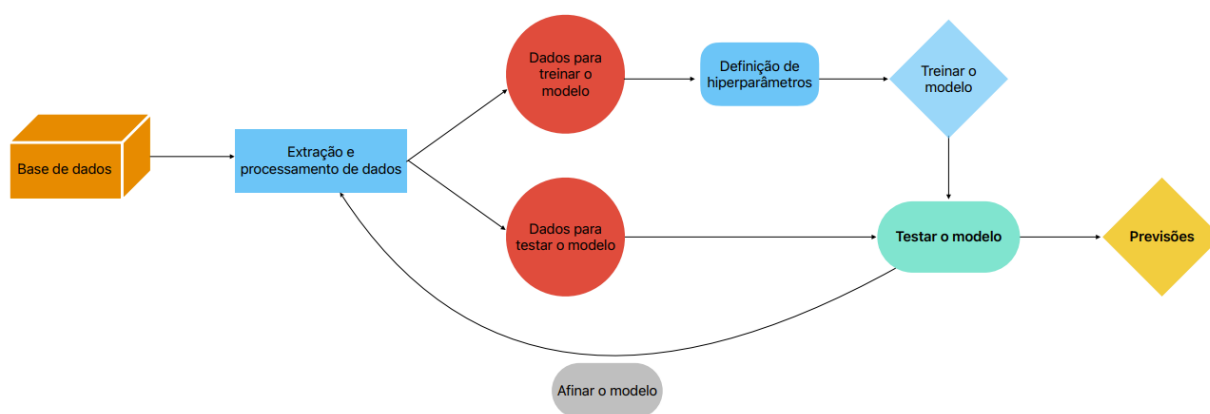 Base de dados
Extração e
processamento de dados
Dados para
treinar o
modelo
Definição de
hiperparâmetros
Treinar o
modelo
Dados para
testar o modelo
Testar o modelo
Previsões
Afinar o modelo